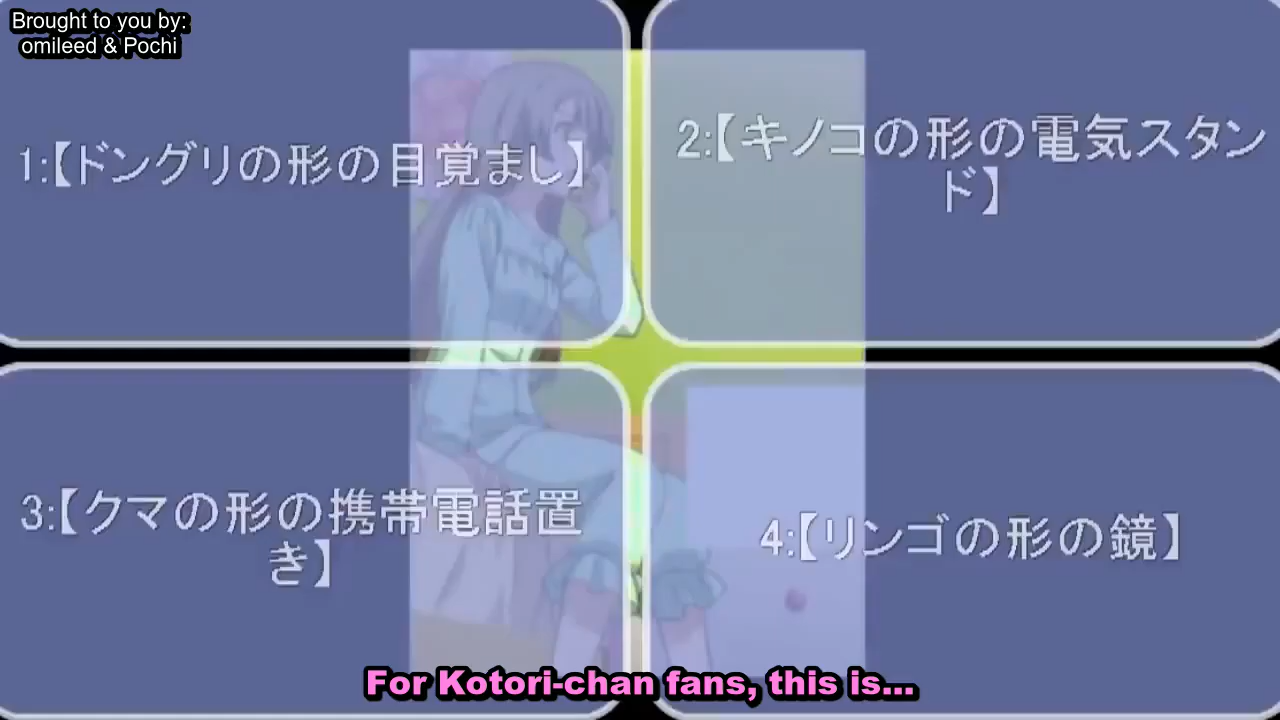 Brought to you by:
omileed & Pochi
1:【ドングリの形の目覚まし】
2:【キノコの形の電気スタン
ド】
3:【クマの形の携帯電話置
き】
4:【リンゴの形の鏡】
For Kotori-chan fans, this is...